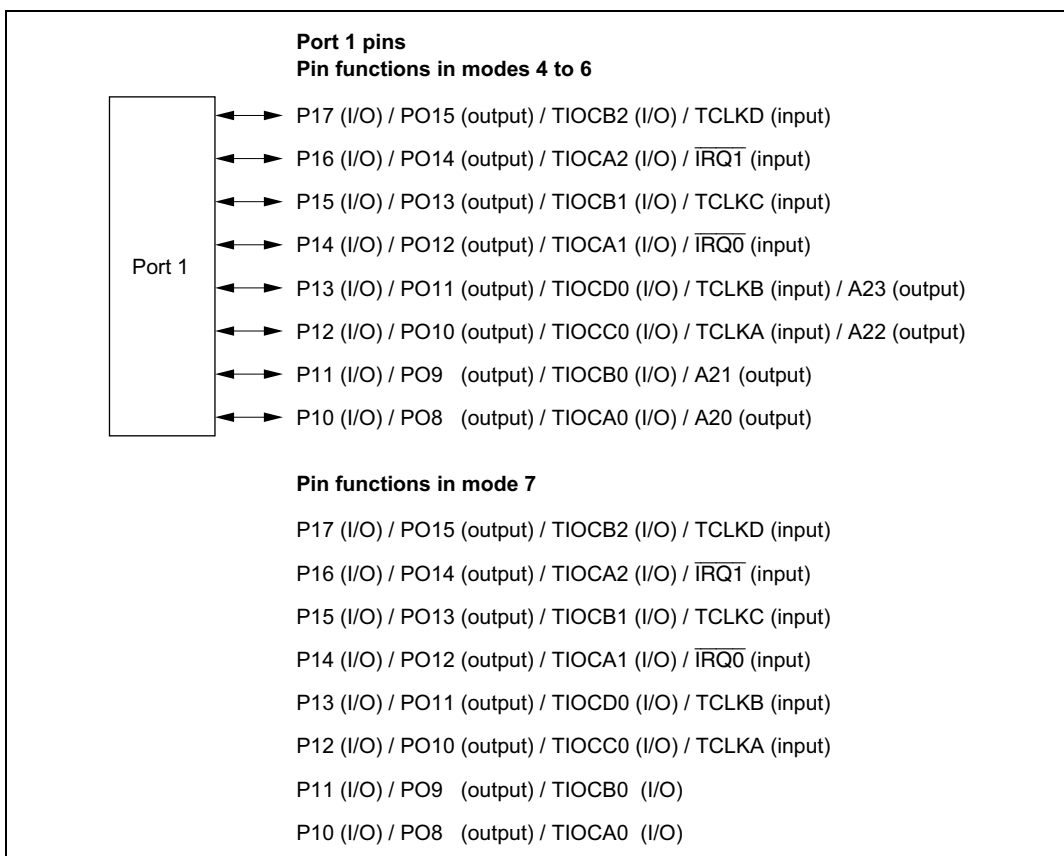 Port 1 pins
Pin functions in modes 4 to 6
Port 1
P17 (I/O) / PO15 (output) / TIOCB2 (I/O) / TCLKD (input)
P16 (I/O) / PO14 (output) / TIOCA2 (I/O) / I̅R̅Q̅1̅ (input)
P15 (I/O) / PO13 (output) / TIOCB1 (I/O) / TCLKC (input)
P14 (I/O) / PO12 (output) / TIOCA1 (I/O) / I̅R̅Q̅0̅ (input)
P13 (I/O) / PO11 (output) / TIOCD0 (I/O) / TCLKB (input) / A23 (output)
P12 (I/O) / PO10 (output) / TIOCC0 (I/O) / TCLKA (input) / A22 (output)
P11 (I/O) / PO9 (output) / TIOCB0 (I/O) / A21 (output)
P10 (I/O) / PO8 (output) / TIOCA0 (I/O) / A20 (output)
Pin functions in mode 7
P17 (I/O) / PO15 (output) / TIOCB2 (I/O) / TCLKD (input)
P16 (I/O) / PO14 (output) / TIOCA2 (I/O) / I̅R̅Q̅1̅ (input)
P15 (I/O) / PO13 (output) / TIOCB1 (I/O) / TCLKC (input)
P14 (I/O) / PO12 (output) / TIOCA1 (I/O) / I̅R̅Q̅0̅ (input)
P13 (I/O) / PO11 (output) / TIOCD0 (I/O) / TCLKB (input)
P12 (I/O) / PO10 (output) / TIOCC0 (I/O) / TCLKA (input)
P11 (I/O) / PO9 (output) / TIOCB0 (I/O)
P10 (I/O) / PO8 (output) / TIOCA0 (I/O)